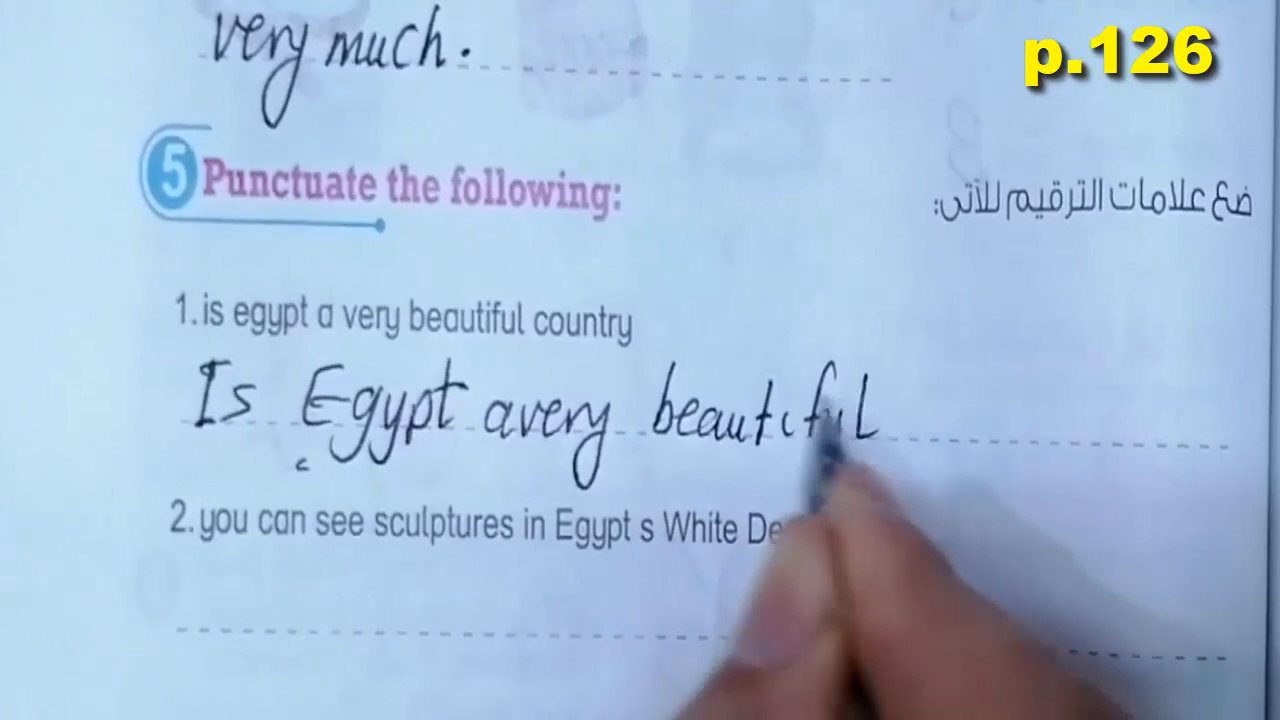 very much.
p.126
5 Punctuate the following:
ضع علامات الترقيم للآتى:
1. is egypt a very beautiful country
Is Egypt a very beautiful
2. you can see sculptures in Egypt s White De